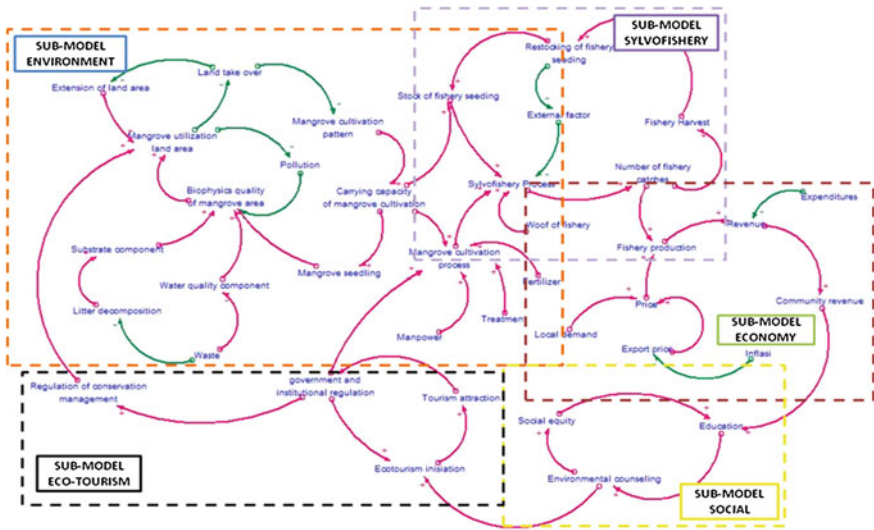 SUB-MODEL
ENVIRONMENT
Land take over
Extension of land area
Mangrove utilization
land area
Mangrove cultivation
pattern
Pollution
Biophysics quality
of mangrove area
Carrying capacity
of mangrove cultivation
Substrate component
Water quality component
Mangrove seedling
Litter decomposition
Waste
Manpower
Treatment
Fertilizer
Mangrove cultivation
process
SUB-MODEL
SYLVOFISHERY
Restocking of fishery
seeding
Stock of fishery seeding
External factor
Fishery Harvest
Sylvofishery Process
Number of fishery
catches
Woof of fishery
Expenditures
Revenue
Fishery production
Community revenue
Price
Local demand
Export price
Inflasi
SUB-MODEL
ECONOMY
Regulation of conservation
management
government and
institutional regulation
Tourism attraction
Ecotourism inisiation
SUB-MODEL
ECO-TOURISM
Social equity
Education
Environmental counseling
SUB-MODEL
SOCIAL